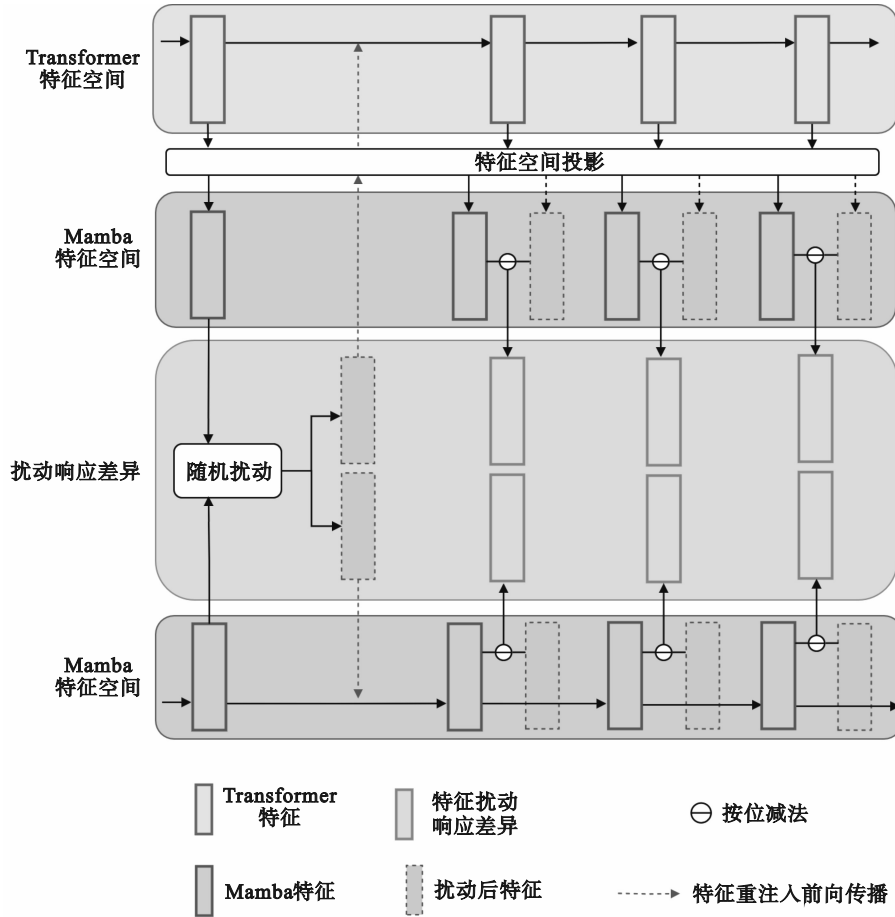 Transformer
特征空间
特征空间投影
Mamba
特征空间
扰动响应差异
随机扰动
Mamba
特征空间
Transformer
特征
特征扰动
响应差异
按位减法
Mamba特征
扰动后特征
特征重注入前向传播